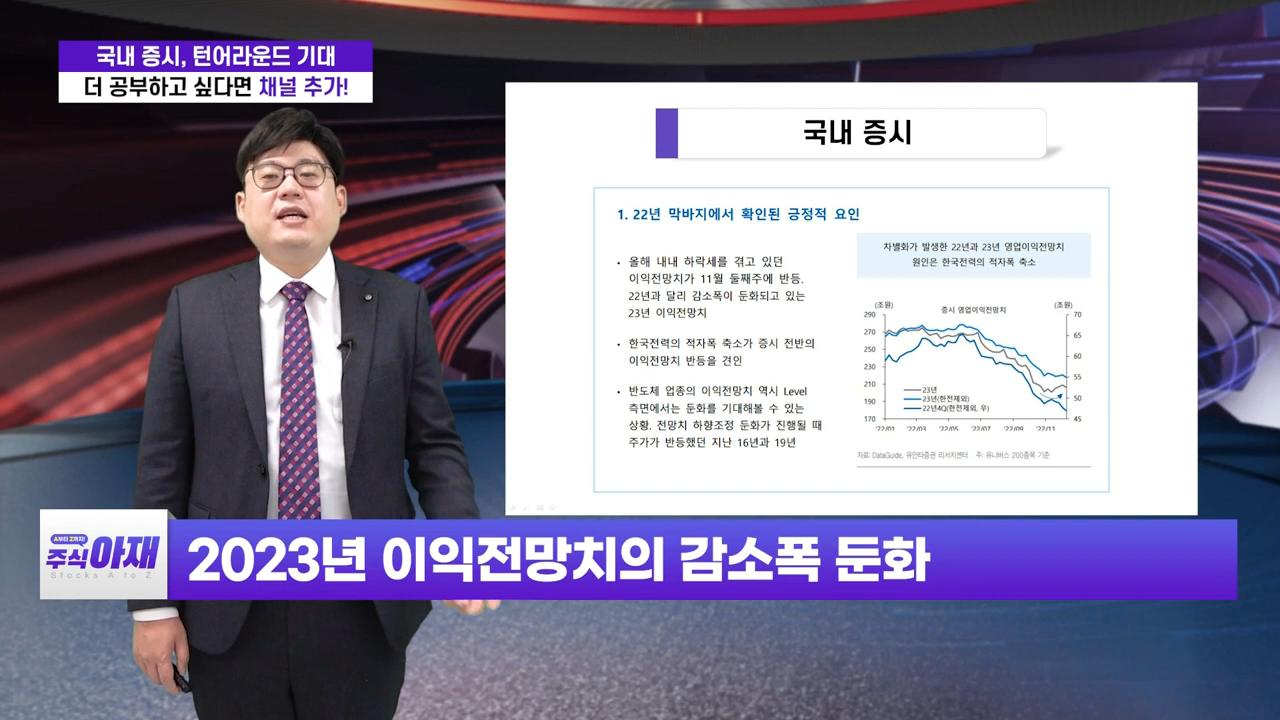 국내 증시, 턴어라운드 기대
더 공부하고 싶다면 채널 추가!
국내 증시
1. 22년 막바지에서 확인된 긍정적 요인
• 올해 내내 하락세를 겪고 있던
이익전망치가 11월 둘째주에 반등.
22년과 달리 감소폭이 둔화되고 있는
23년 이익전망치
• 한국전력의 적자폭 축소가 증시 전반의
이익전망치 반등을 견인
• 반도체 업종의 이익전망치 역시 Level
측면에서는 둔화를 기대해볼 수 있는
상황. 전망치 하향조정 둔화가 진행될 때
주가가 반등했던 지난 16년과 19년
차별화가 발생한 22년과 23년 영업이익전망치
원인은 한국전력의 적자폭 축소
(조원) (조원)
증시 영업이익전망치
290 70
270 65
250 60
230 55
210 50
190 45
170
23년
23년(한전제외)
22년4Q(한전제외, 우)
'22/01 '22/03 '22/05 '22/07 '22/09 '22/11
자료: DataGuide, 유안타증권 리서치센터 주: 유니버스 200종목 기준
A부터 Z까지!
주식아재
Stocks A to Z
2023년 이익전망치의 감소폭 둔화